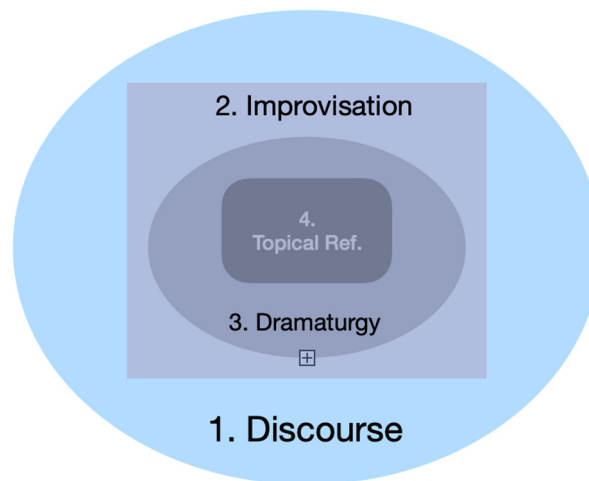 2. Improvisation
4.
Topical Ref.
3. Dramaturgy
1. Discourse